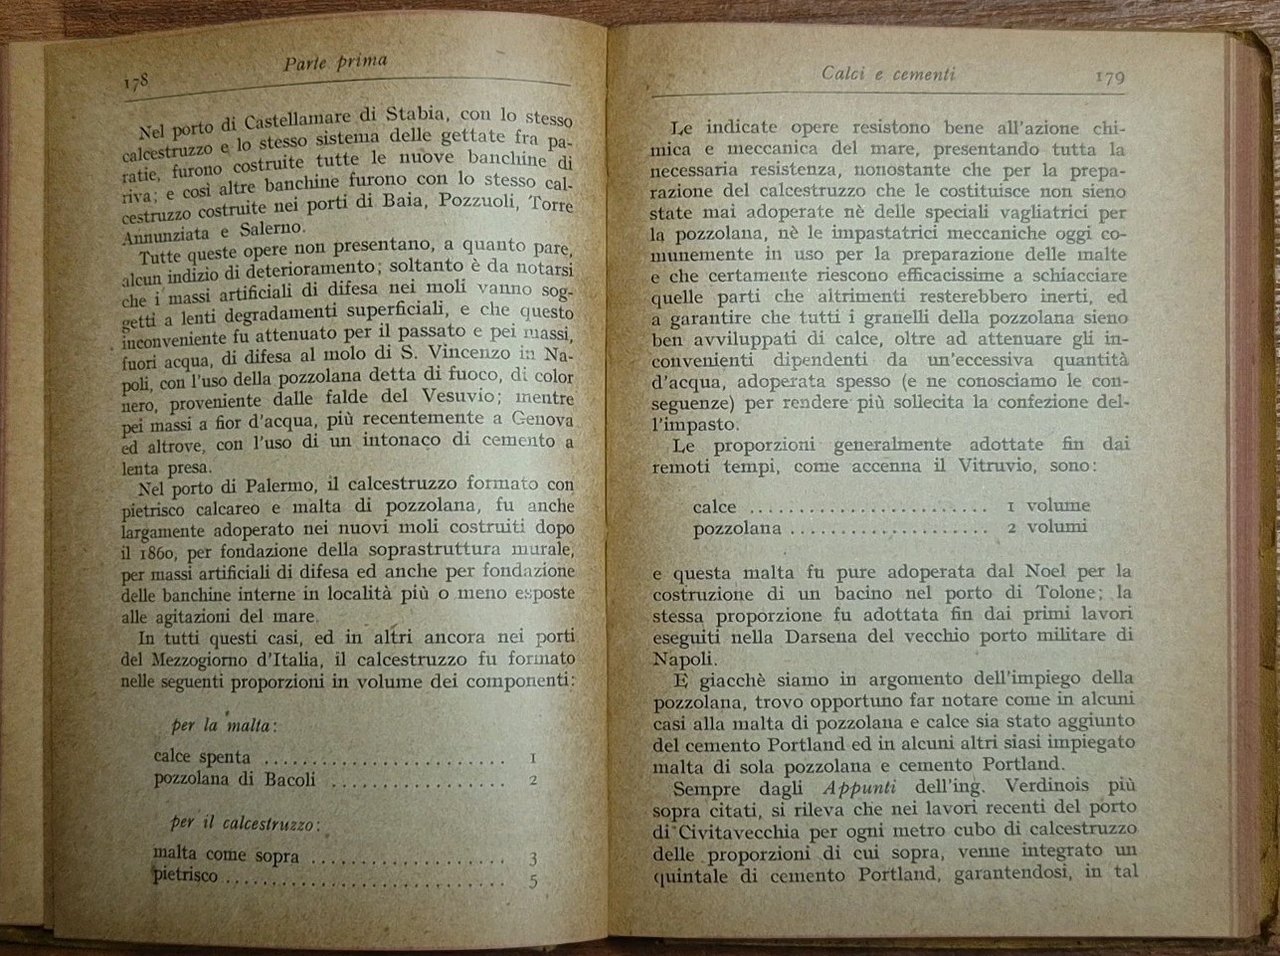 178
Parte prima
Nel porto di Castellamare di Stabia, con lo stesso
calcestruzzo e lo stesso sistema delle gettate fra pa-
ratie, furono costruite tutte le nuove banchine di
riva; e così altre banchine furono con lo stesso cal-
cestruzzo costruite nei porti di Baia, Pozzuoli, Torre
Annunziata e Salerno.
Tutte queste opere non presentano, a quanto pare,
alcun indizio di deterioramento; soltanto è da notarsi
che i massi artificiali di difesa nei moli vanno sog-
getti a lenti degradamenti superficiali, e che questo
inconveniente fu attenuato per il passato e pei massi,
fuori acqua, di difesa al molo di S. Vincenzo in Na-
poli, con l'uso della pozzolana detta di fuoco, di color
nero, proveniente dalle falde del Vesuvio; mentre
pei massi a fior d'acqua, più recentemente a Genova
ed altrove, con l'uso di un intonaco di cemento a
lenta presa.
Nel porto di Palermo, il calcestruzzo formato con
pietrisco calcareo e malta di pozzolana, fu anche
largamente adoperato nei nuovi moli costruiti dopo
il 1860, per fondazione della soprastruttura murale,
per massi artificiali di difesa ed anche per fondazione
delle banchine interne in località più o meno esposte
alle agitazioni del mare.
In tutti questi casi, ed in altri ancora nei porti
del Mezzogiorno d'Italia, il calcestruzzo fu formato
nelle seguenti proporzioni in volume dei componenti:
per la malta:
calce spenta ........................ 1
pozzolana di Bacoli ................. 2
per il calcestruzzo:
malta come sopra ................... 3
pietrisco ........................... 5
Calci e cementi
179
Le indicate opere resistono bene all'azione chi-
mica e meccanica del mare, presentando tutta la
necessaria resistenza, nonostante che per la prepa-
razione del calcestruzzo che le costituisce non sieno
state mai adoperate nè delle speciali vagliatrici per
la pozzolana, nè le impastatrici meccaniche oggi co-
munemente in uso per la preparazione delle malte
e che certamente riescono efficacissime a schiacciare
quelle parti che altrimenti resterebbero inerti, ed
a garantire che tutti i granelli della pozzolana sieno
ben avviluppati di calce, oltre ad attenuare gli in-
convenienti dipendenti da un'eccessiva quantità
d'acqua, adoperata spesso (e ne conosciamo le con-
seguenze) per rendere più sollecita la confezione del-
l'impasto.
Le proporzioni generalmente adottate fin dai
remoti tempi, come accenna il Vitruvio, sono:
calce ........................ 1 volume
pozzolana .................... 2 volumi
e questa malta fu pure adoperata dal Noel per la
costruzione di un bacino nel porto di Tolone; la
stessa proporzione fu adottata fin dai primi lavori
eseguiti nella Darsena del vecchio porto militare di
Napoli.
E giacchè siamo in argomento dell'impiego della
pozzolana, trovo opportuno far notare come in alcuni
casi alla malta di pozzolana e calce sia stato aggiunto
del cemento Portland ed in alcuni altri siasi impiegato
malta di sola pozzolana e cemento Portland.
Sempre dagli Appunti dell'ing. Verdinois più
sopra citati, si rileva che nei lavori recenti del porto
di Civitavecchia per ogni metro cubo di calcestruzzo
delle proporzioni di cui sopra, venne integrato un
quintale di cemento Portland, garantendosi, in tal